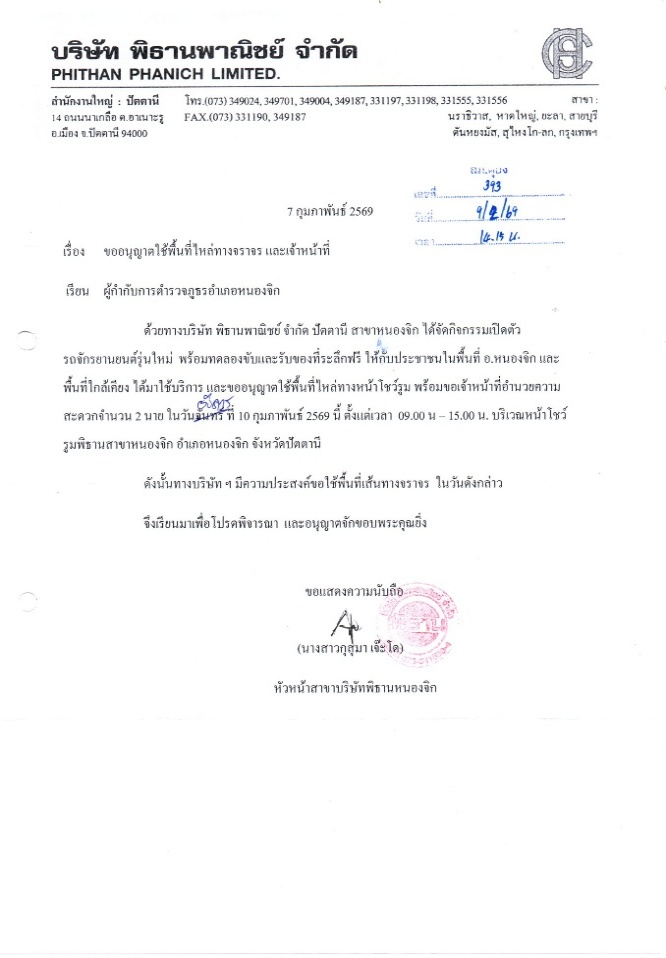 บริษัท พิธานพาณิชย์ จำกัด
PHITHAN PHANICH LIMITED.
สำนักงานใหญ่ : ปัตตานี โทร.(073) 349024, 349701, 349004, 349187, 331197, 331198, 331555, 331556 สาขา :
14 ถนนนาเกลือ ต.อาเนาะรู FAX.(073) 331190, 349187 นราธิวาส, หาดใหญ่, ยะลา, สายบุรี
อ.เมือง จ.ปัตตานี 94000 ตันหยงมัส, สุไหงโก-ลก, กรุงเทพฯ
เลขที่ 393
วันที่ 9/2/69
เวลา 14.15 น.
7 กุมภาพันธ์ 2569
เรื่อง ขออนุญาตใช้พื้นที่ไหล่ทางจราจร และเจ้าหน้าที่
เรียน ผู้กำกับการตำรวจภูธรอำเภอหนองจิก
ด้วยทางบริษัท พิธานพาณิชย์ จำกัด ปัตตานี สาขาหนองจิก ได้จัดกิจกรรมเปิดตัว
รถจักรยานยนต์รุ่นใหม่ พร้อมทดลองขับและรับของที่ระลึกฟรี ให้กับประชาชนในพื้นที่ อ.หนองจิก และ
พื้นที่ใกล้เคียง ได้มาใช้บริการ และขออนุญาตใช้พื้นที่ไหล่ทางหน้าโชว์รูม พร้อมขอเจ้าหน้าที่อำนวยความ
อังคาร
สะดวกจำนวน 2 นาย ในวันจันทร์ ที่ 10 กุมภาพันธ์ 2569 นี้ ตั้งแต่เวลา 09.00 น – 15.00 น. บริเวณหน้าโชว์
รูมพิธานสาขาหนองจิก อำเภอหนองจิก จังหวัดปัตตานี
ดังนั้นทางบริษัท ฯ มีความประสงค์ขอใช้พื้นที่เส้นทางจราจร ในวันดังกล่าว
จึงเรียนมาเพื่อโปรดพิจารณา และอนุญาตจักขอบพระคุณยิ่ง
ขอแสดงความนับถือ
(นางสาวกุสุมา เจ๊ะโด)
หัวหน้าสาขาบริษัทพิธานหนองจิก